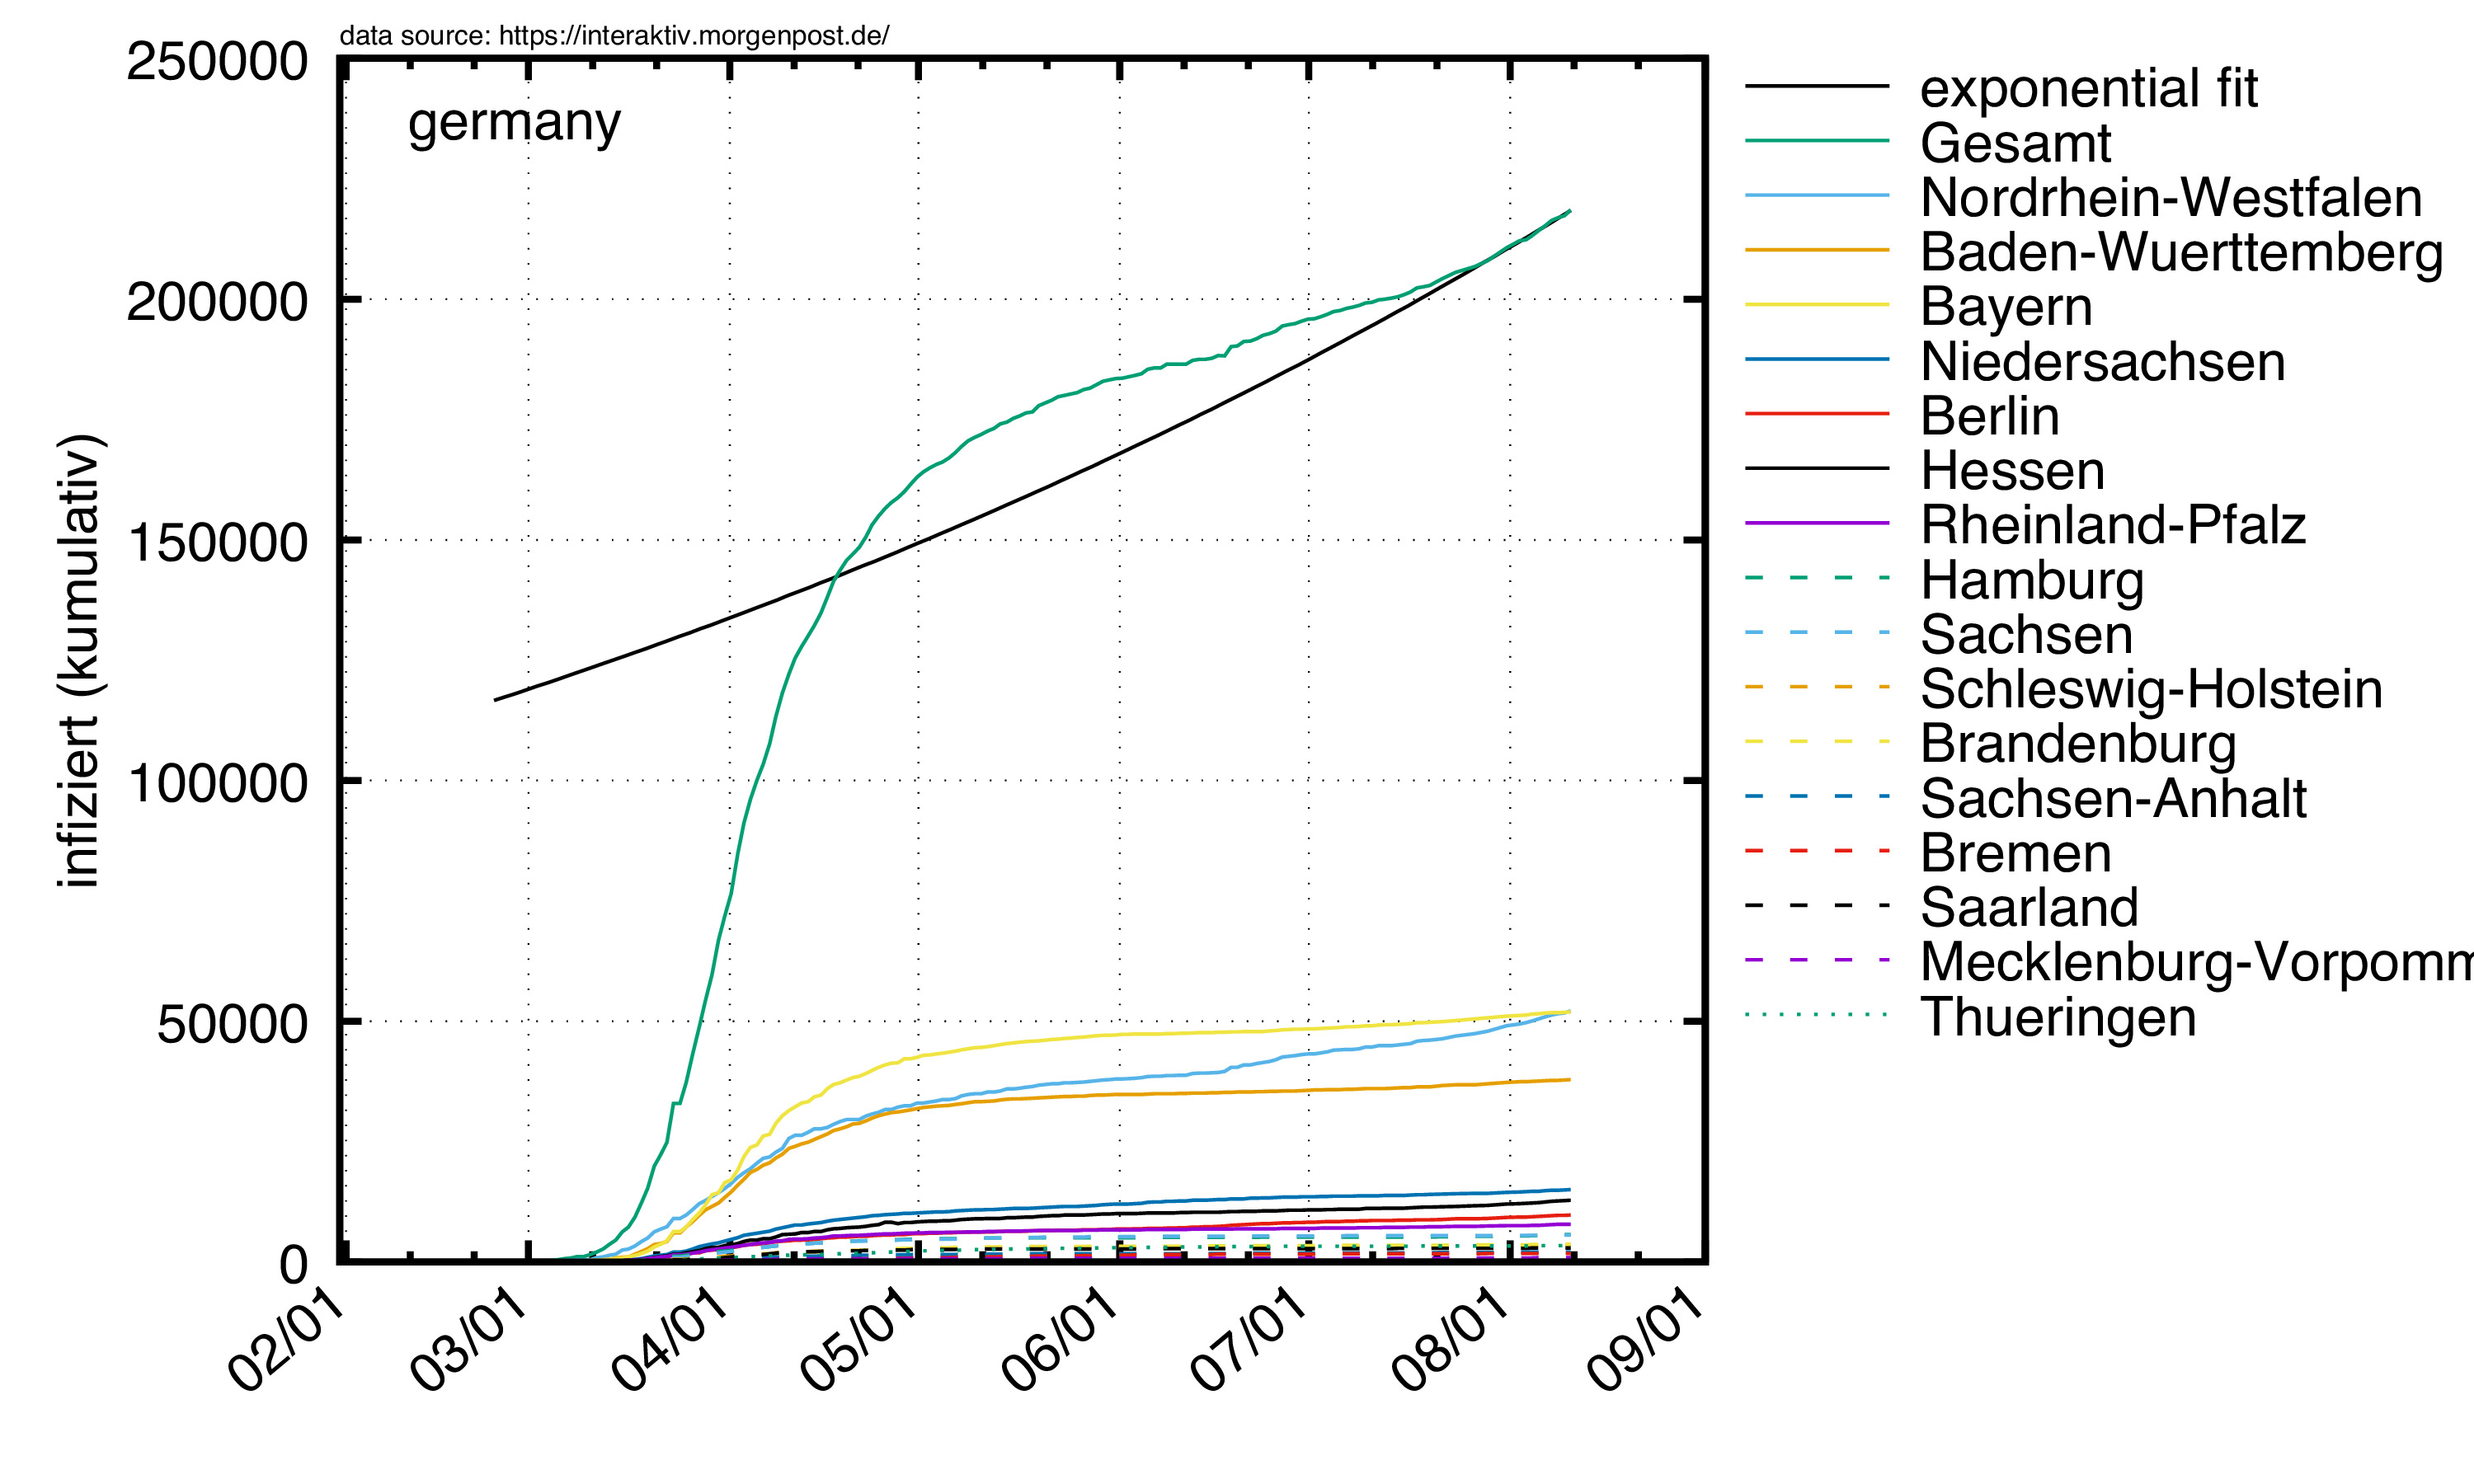 data source: https://interaktiv.morgenpost.de/
germany
infiziert (kumulativ)
250000
200000
150000
100000
50000
0
02/01
03/01
04/01
05/01
06/01
07/01
08/01
09/01
exponential fit
Gesamt
Nordrhein-Westfalen
Baden-Wuerttemberg
Bayern
Niedersachsen
Berlin
Hessen
Rheinland-Pfalz
Hamburg
Sachsen
Schleswig-Holstein
Brandenburg
Sachsen-Anhalt
Bremen
Saarland
Mecklenburg-Vorpomm
Thueringen